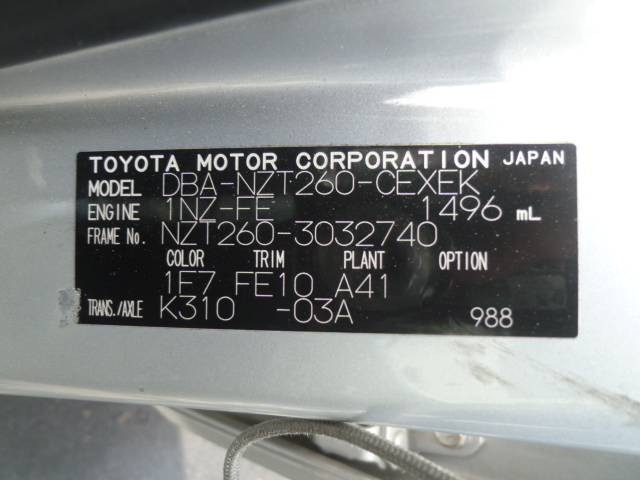 TOYOTA MOTOR CORPORATION JAPAN
MODEL DBA-NZT260-CEXEK
ENGINE 1NZ-FE 1496 mL
FRAME No. NZT260-3032740
COLOR TRIM PLANT OPTION
1F7 FE10 A41
TRANS./AXLE K310 -03A 988